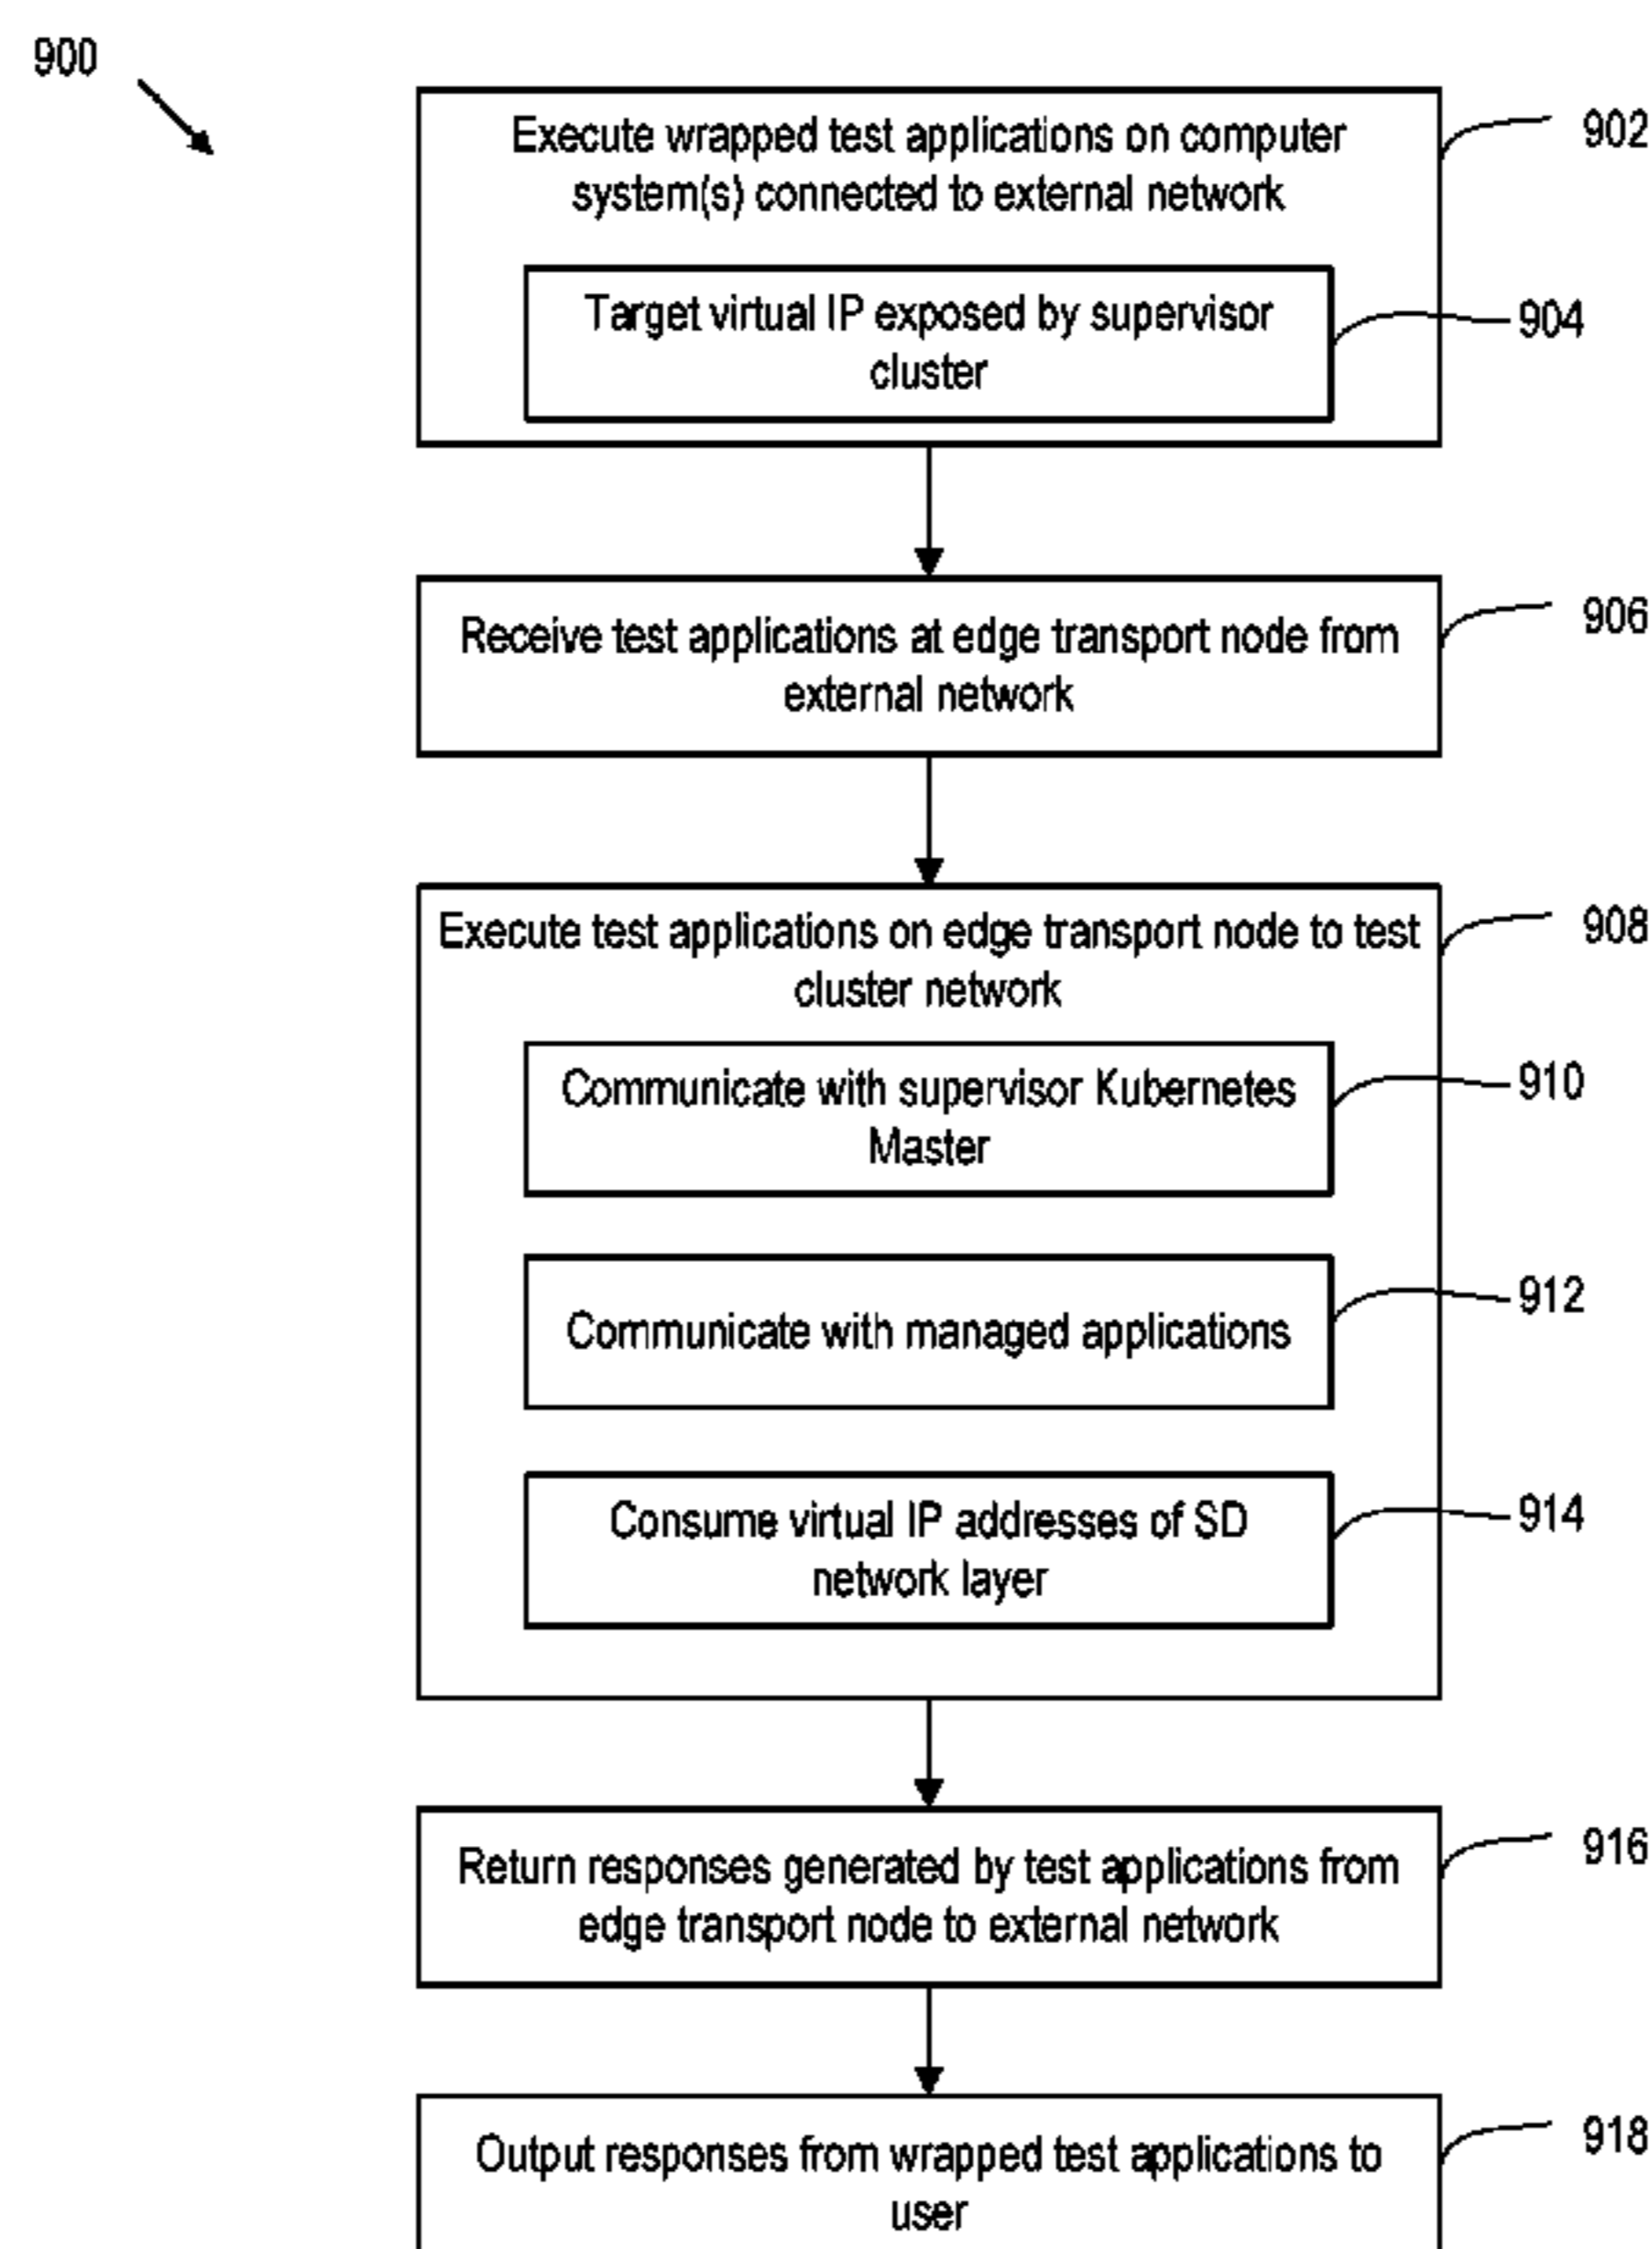 900
Execute wrapped test applications on computer
system(s) connected to external network
902
Target virtual IP exposed by supervisor
cluster
904
Receive test applications at edge transport node from
external network
906
Execute test applications on edge transport node to test
cluster network
908
Communicate with supervisor Kubernetes
Master
910
Communicate with managed applications
912
Consume virtual IP addresses of SD
network layer
914
Return responses generated by test applications from
edge transport node to external network
916
Output responses from wrapped test applications to
user
918